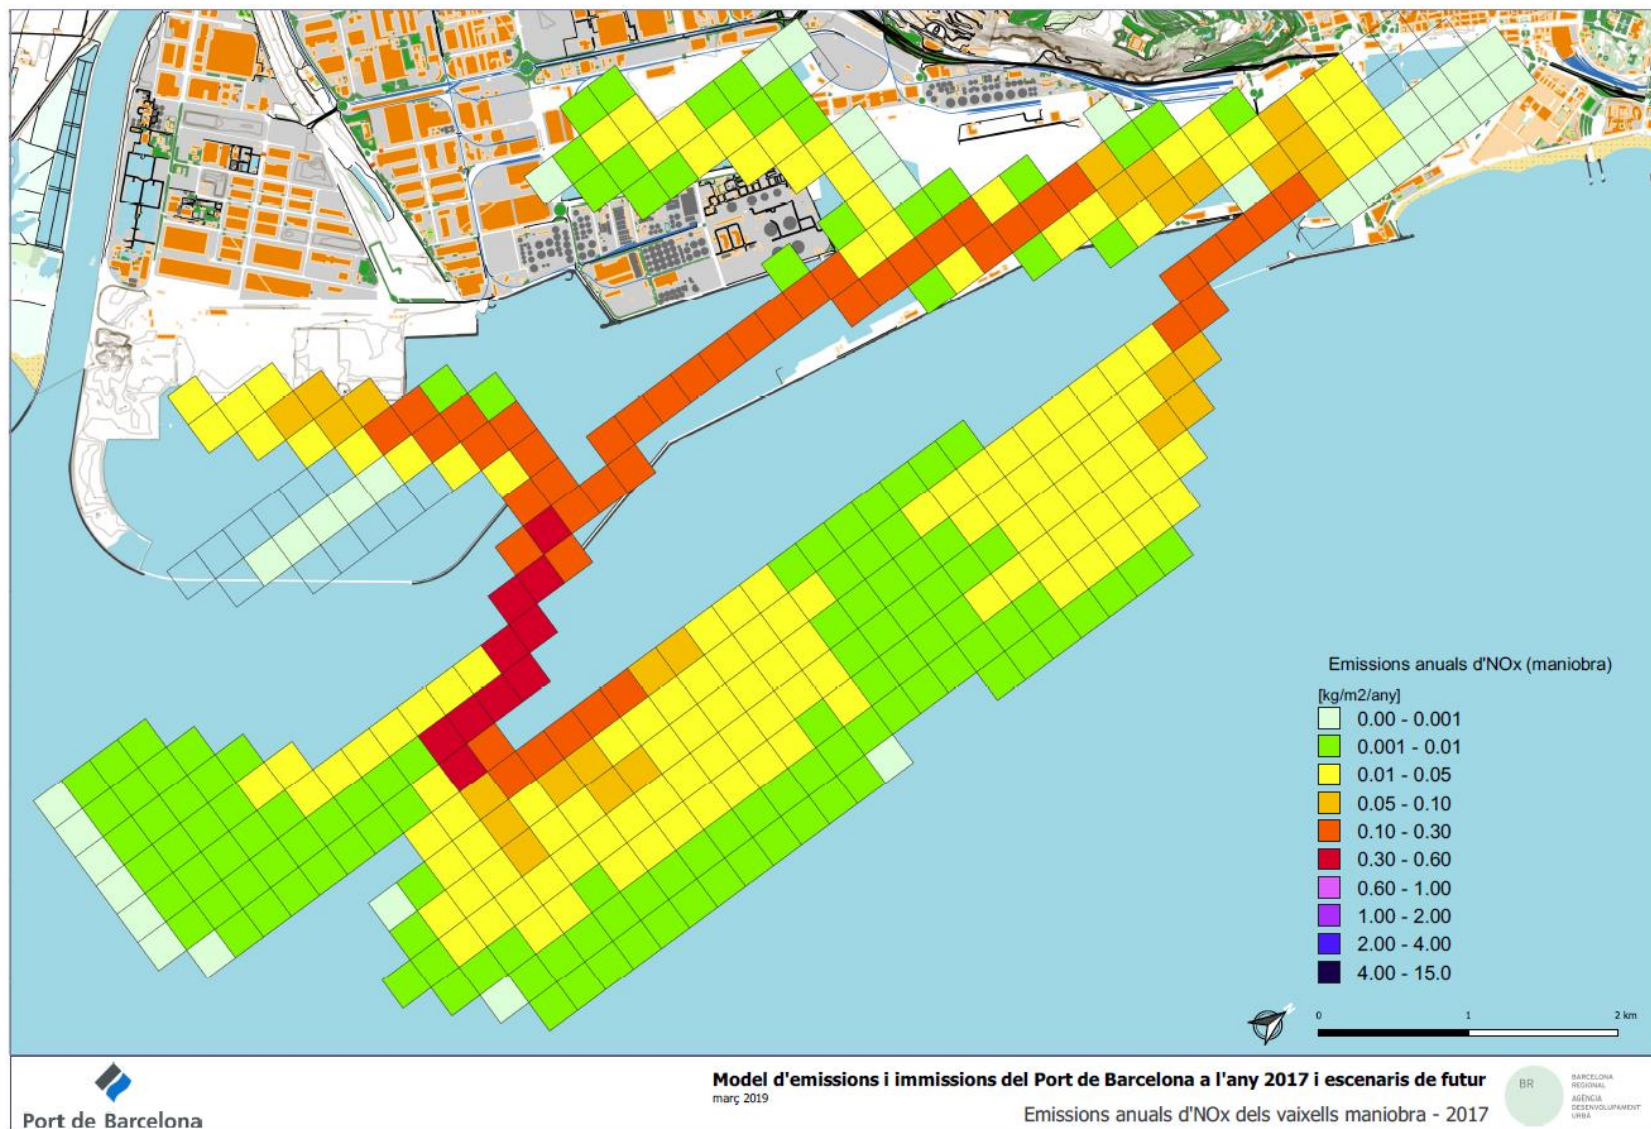 Emissions anuals d'NOx (maniobra)
[kg/m2/any]
0.00 - 0.001
0.001 - 0.01
0.01 - 0.05
0.05 - 0.10
0.10 - 0.30
0.30 - 0.60
0.60 - 1.00
1.00 - 2.00
2.00 - 4.00
4.00 - 15.0
N
0 1 2 km
Port de Barcelona
Model d'emissions i immissions del Port de Barcelona a l'any 2017 i escenaris de futur
març 2019
Emissions anuals d'NOx dels vaixells maniobra - 2017
BR
BARCELONA
REGIONAL
AGÈNCIA
DESENVOLUPAMENT
URBÀ